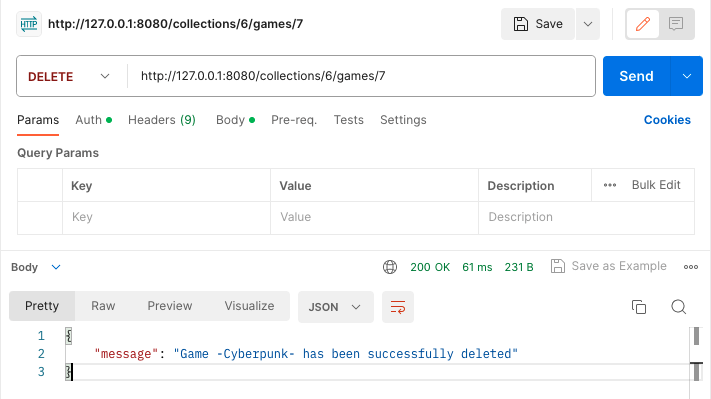 HTTP http://127.0.0.1:8080/collections/6/games/7 Save
DELETE http://127.0.0.1:8080/collections/6/games/7 Send
Params Auth Headers (9) Body Pre-req. Tests Settings Cookies
Query Params
Key Value Description ••• Bulk Edit
Key Value Description
Body 200 OK 61 ms 231 B Save as Example •••
Pretty Raw Preview Visualize JSON
1 {
2 "message": "Game -Cyberpunk- has been successfully deleted"
3 }